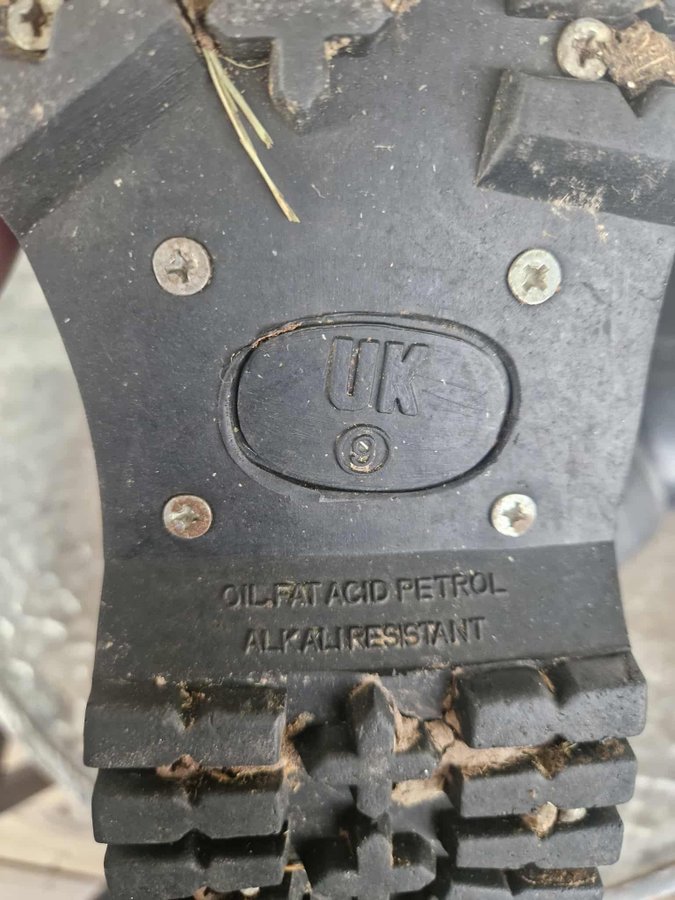 UK
9
OIL.FAT ACID PETROL
ALKALI RESISTANT